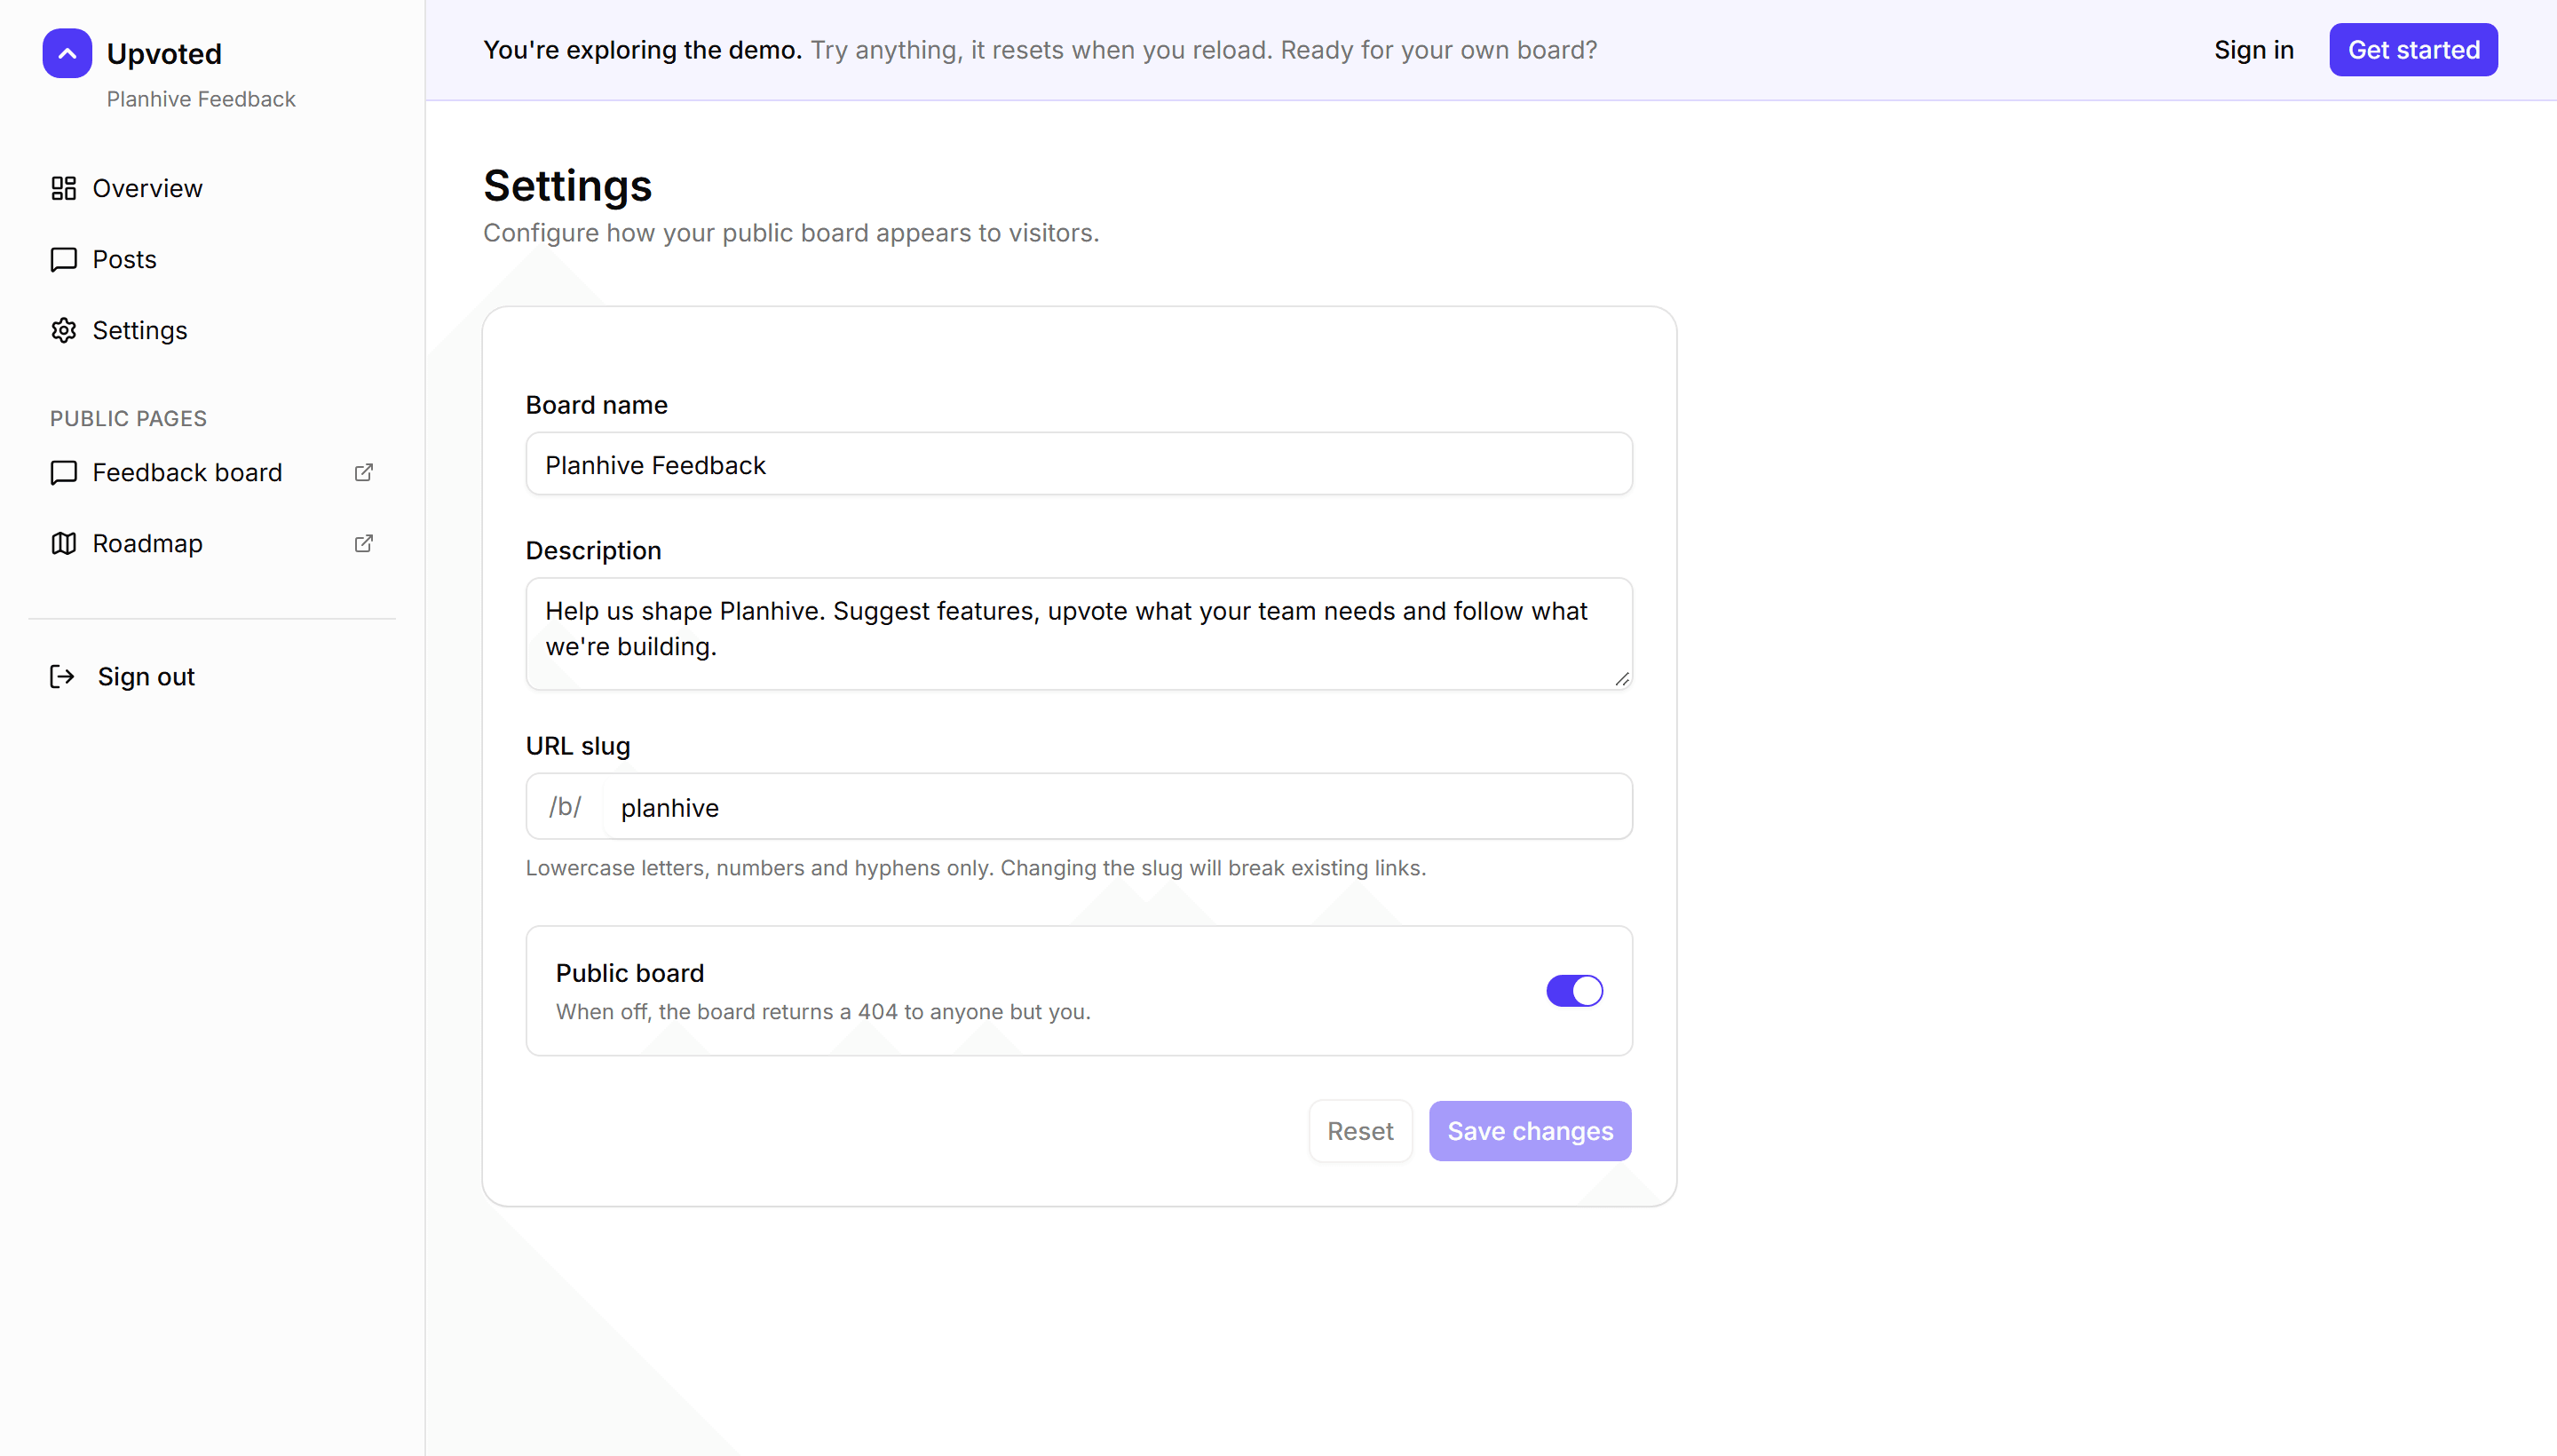 Upvoted
Planhive Feedback
Overview
Posts
Settings
PUBLIC PAGES
Feedback board
Roadmap
Sign out
You're exploring the demo. Try anything, it resets when you reload. Ready for your own board?
Sign in
Get started
Settings
Configure how your public board appears to visitors.
Board name
Planhive Feedback
Description
Help us shape Planhive. Suggest features, upvote what your team needs and follow what
we're building.
URL slug
/b/ planhive
Lowercase letters, numbers and hyphens only. Changing the slug will break existing links.
Public board
When off, the board returns a 404 to anyone but you.
Reset
Save changes